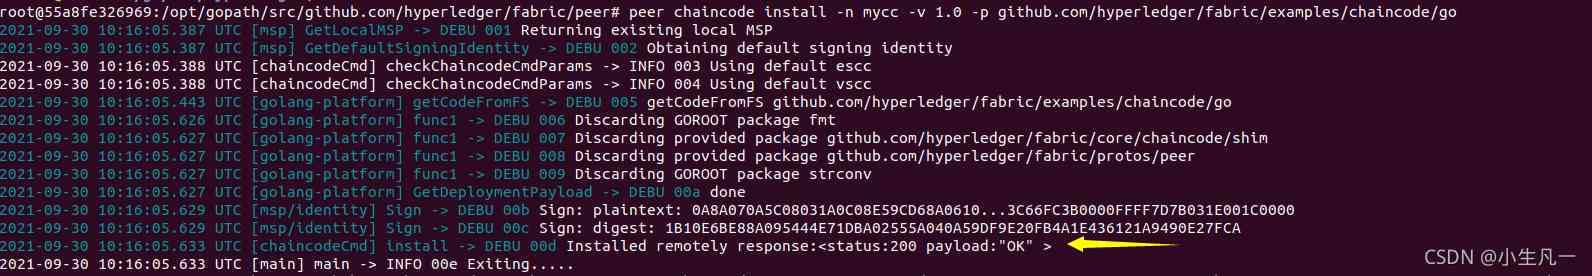 root@55a8fe326969:/opt/gopath/src/github.com/hyperledger/fabric/peer# peer chaincode install -n mycc -v 1.0 -p github.com/hyperledger/fabric/examples/chaincode/go
2021-09-30 10:16:05.387 UTC [msp] GetLocalMSP -> DEBU 001 Returning existing local MSP
2021-09-30 10:16:05.387 UTC [msp] GetDefaultSigningIdentity -> DEBU 002 Obtaining default signing identity
2021-09-30 10:16:05.388 UTC [chaincodeCmd] checkChaincodeCmdParams -> INFO 003 Using default escc
2021-09-30 10:16:05.388 UTC [chaincodeCmd] checkChaincodeCmdParams -> INFO 004 Using default vscc
2021-09-30 10:16:05.443 UTC [golang-platform] getCodeFromFS -> DEBU 005 getCodeFromFS github.com/hyperledger/fabric/examples/chaincode/go
2021-09-30 10:16:05.626 UTC [golang-platform] func1 -> DEBU 006 Discarding GOROOT package fmt
2021-09-30 10:16:05.627 UTC [golang-platform] func1 -> DEBU 007 Discarding provided package github.com/hyperledger/fabric/core/chaincode/shim
2021-09-30 10:16:05.627 UTC [golang-platform] func1 -> DEBU 008 Discarding provided package github.com/hyperledger/fabric/protos/peer
2021-09-30 10:16:05.627 UTC [golang-platform] func1 -> DEBU 009 Discarding GOROOT package strconv
2021-09-30 10:16:05.627 UTC [golang-platform] GetDeploymentPayload -> DEBU 00a done
2021-09-30 10:16:05.629 UTC [msp/identity] Sign -> DEBU 00b Sign: plaintext: 0A8A070A5C08031A0C08E59CD68A0610...3C66FC3B0000FFFF7D7B031E001C0000
2021-09-30 10:16:05.629 UTC [msp/identity] Sign -> DEBU 00c Sign: digest: 1B10E6BE88A095444E71DBA02555A040A59DF9E20FB4A1E436121A9490E27FCA
2021-09-30 10:16:05.633 UTC [chaincodeCmd] install -> DEBU 00d Installed remotely response:<status:200 payload:"OK" >
2021-09-30 10:16:05.633 UTC [main] main -> INFO 00e Exiting.....
CSDN @小生凡一